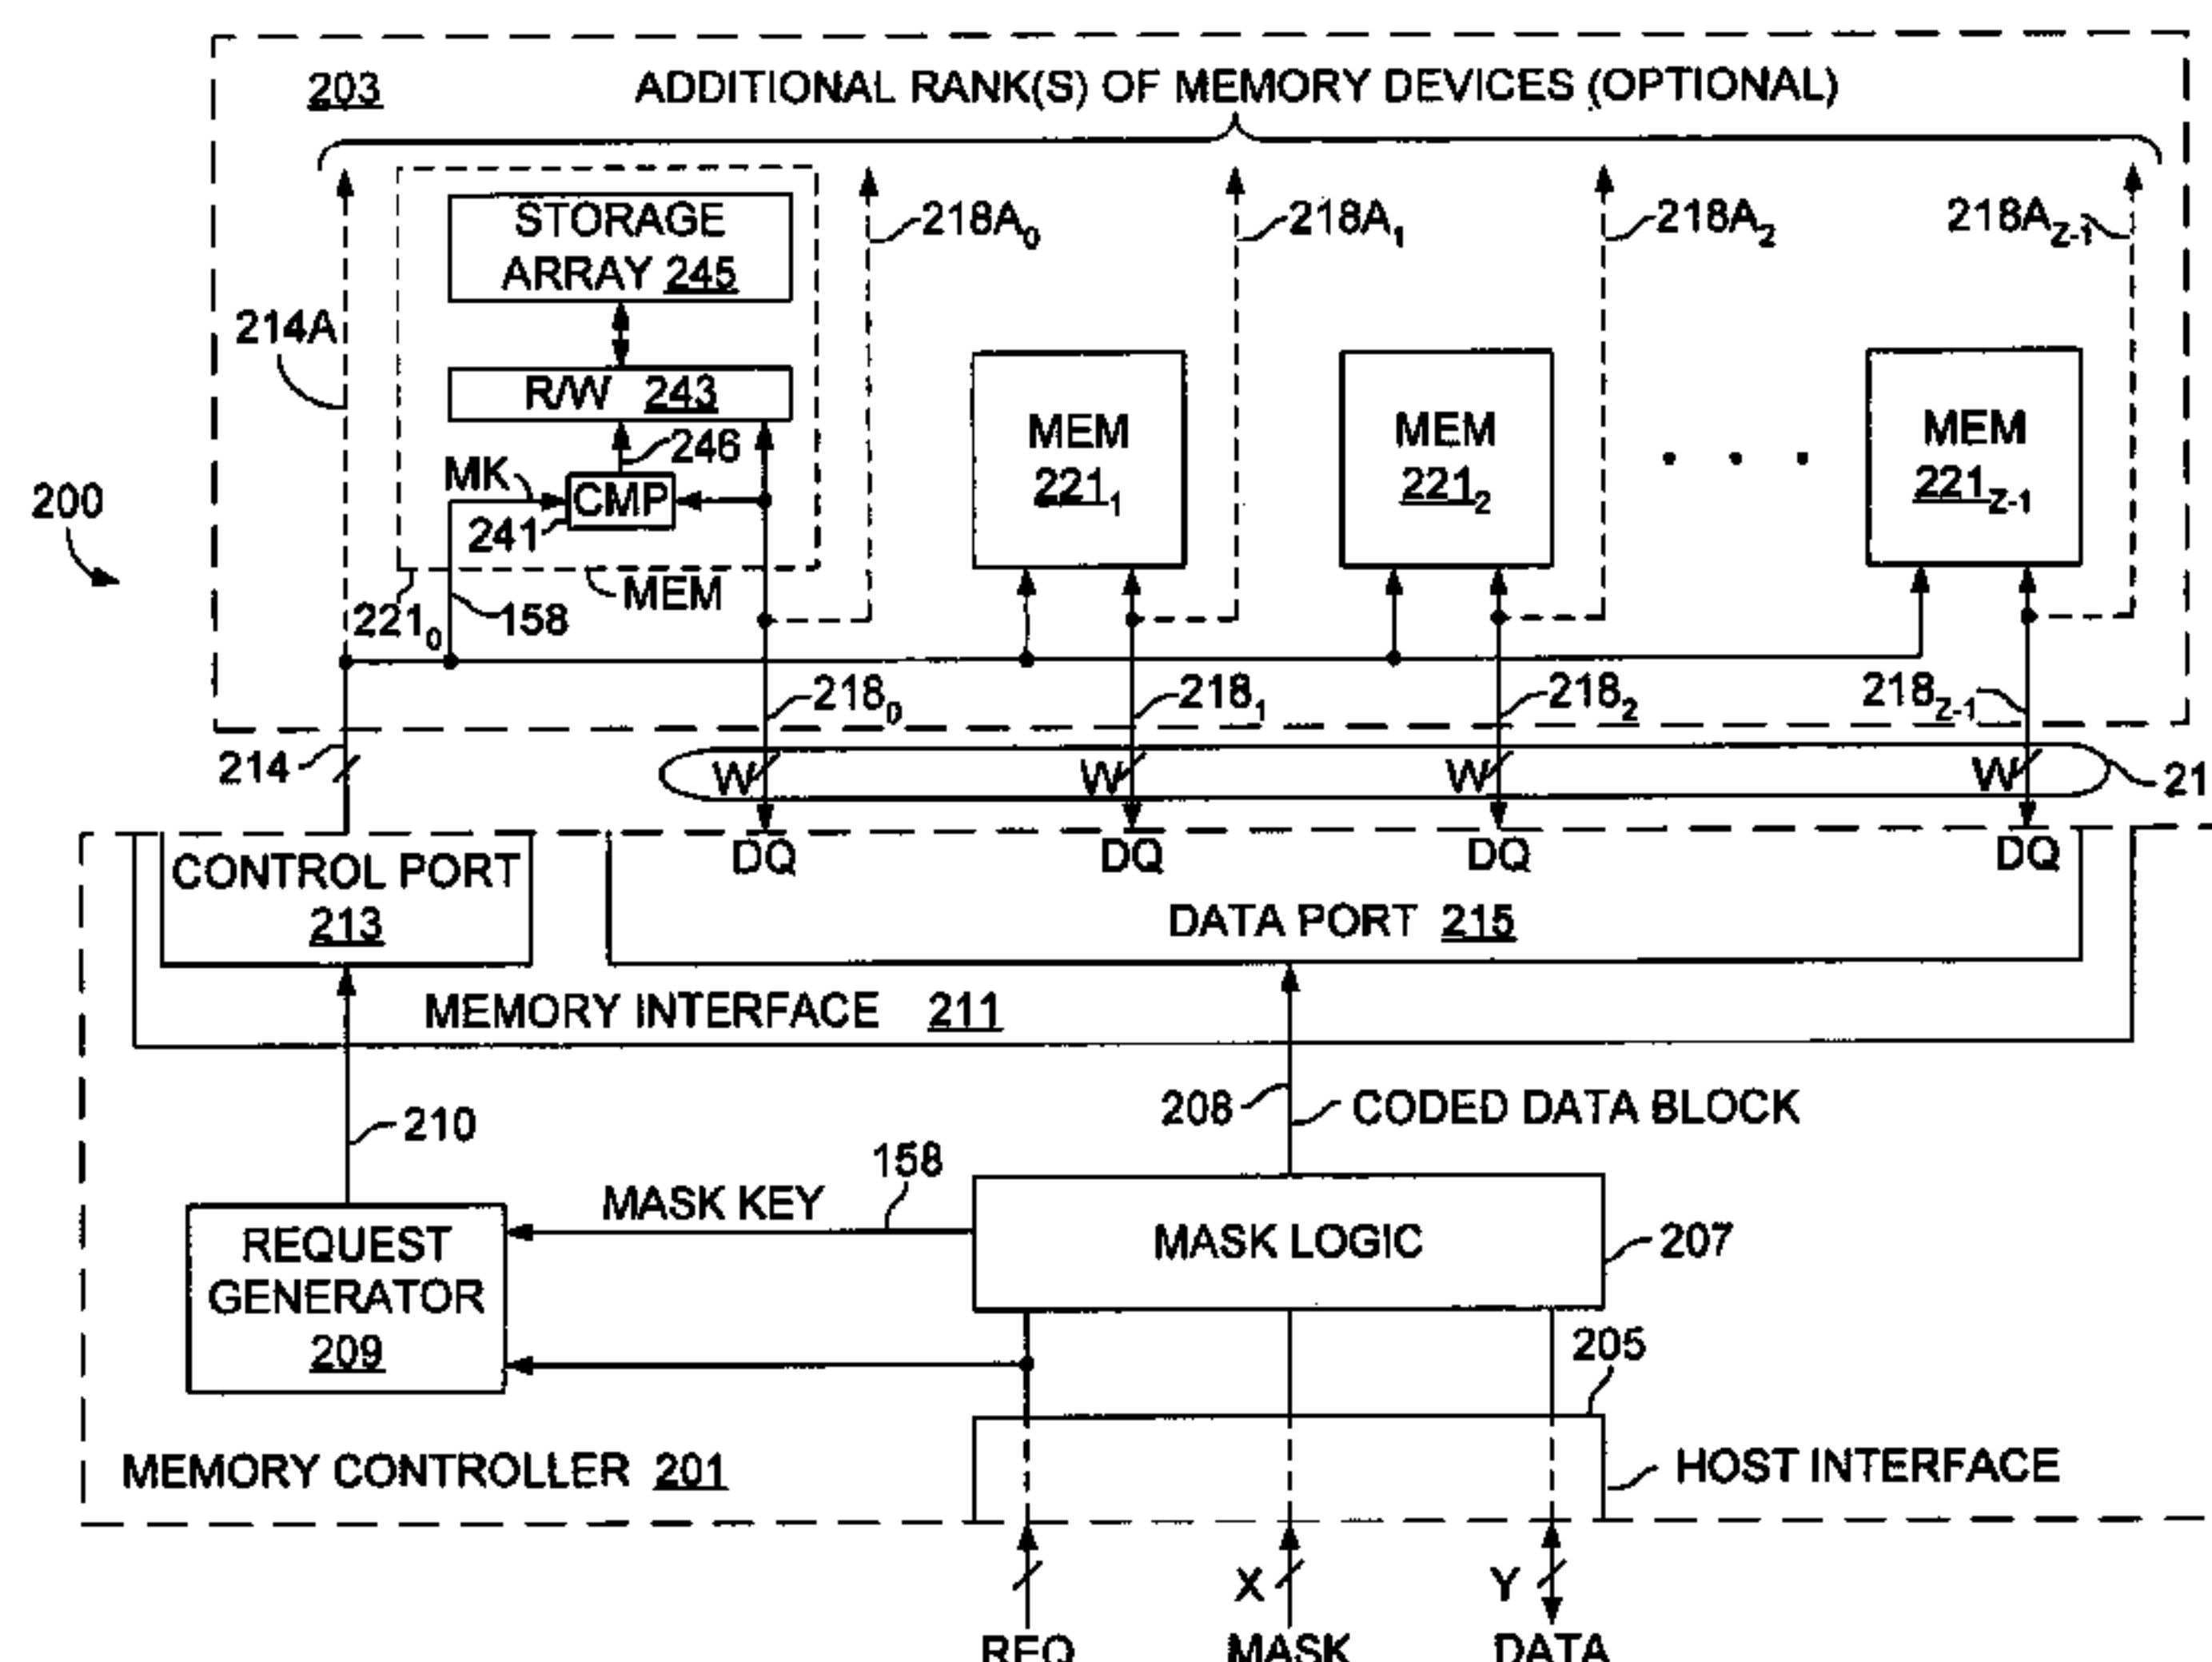 203 ADDITIONAL RANK(S) OF MEMORY DEVICES (OPTIONAL)
STORAGE
ARRAY 245
218A₀
218A₁
218A₂
218A_Z-1
214A
R/W 243
246
MK
CMP
241
MEM
221₁
MEM
221₂
. . .
MEM
221_Z-1
200
221₀
158
MEM
218₀
218₁
218₂
218_Z-1
214
W
W
W
W
21
CONTROL PORT
213
DQ
DQ
DQ
DQ
DATA PORT 215
MEMORY INTERFACE 211
208
CODED DATA BLOCK
210
158
MASK KEY
REQUEST
GENERATOR
209
MASK LOGIC
207
205
MEMORY CONTROLLER 201
HOST INTERFACE
X
Y
REQ
MASK
DATA